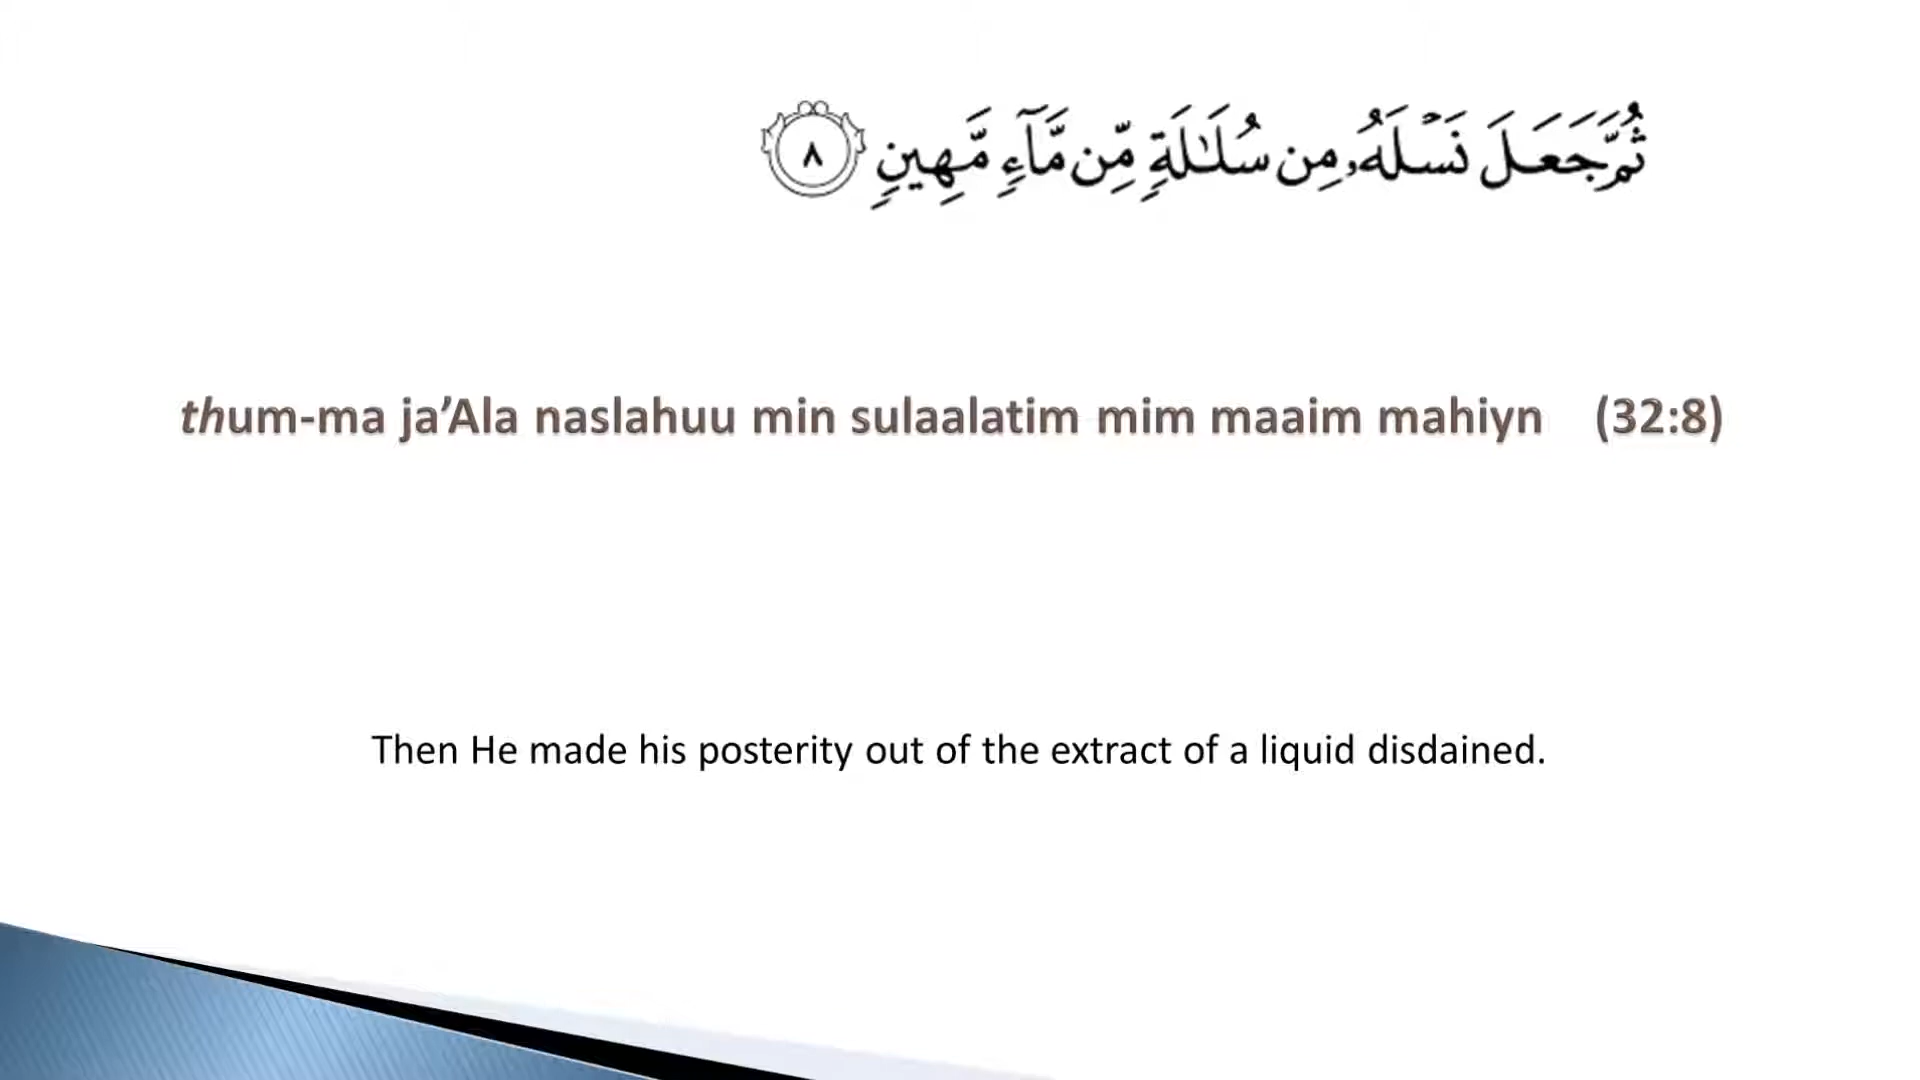 ثُمَّ جَعَلَ نَسْلَهُۥ مِن سُلَٰلَةٍ مِّن مَّآءٍ مَّهِينٍ ٨
thum-ma ja’Ala naslahuu min sulaalatim mim maaim mahiyn (32:8)
Then He made his posterity out of the extract of a liquid disdained.